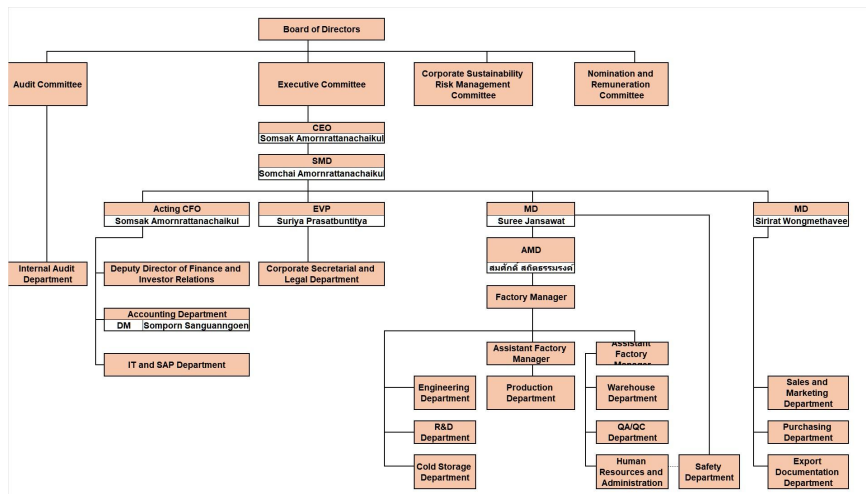 Board of Directors
Audit Committee
Executive Committee
Corporate Sustainability
Risk Management
Committee
Nomination and
Remuneration
Committee
CEO
Somsak Amornrattanachaikul
SMD
Somchai Amornrattanachaikul
Acting CFO
Somsak Amornrattanachaikul
EVP
Suriya Prasatbuntitya
MD
Suree Jansawat
MD
Sirirat Wongmethavee
AMD
สมศักดิ์ สกิดธรรมรงค์
Internal Audit
Department
Deputy Director of Finance and
Investor Relations
Corporate Secretarial and
Legal Department
Factory Manager
Accounting Department
DM Somporn Sanguanngoen
IT and SAP Department
Assistant Factory
Manager
Assistant
Factory
Manager
Engineering
Department
Production
Department
Warehouse
Department
Sales and
Marketing
Department
R&D
Department
QA/QC
Department
Purchasing
Department
Cold Storage
Department
Human
Resources and
Administration
Safety
Department
Export
Documentation
Department